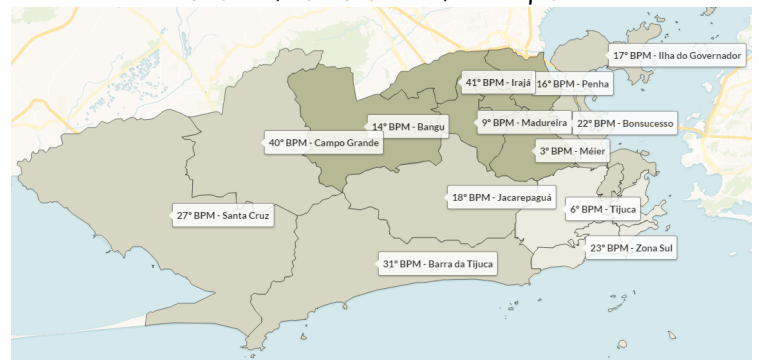 17º BPM - Ilha do Governador
41º BPM - Irajá
16º BPM - Penha
14º BPM - Bangu
9º BPM - Madureira
22º BPM - Bonsucesso
40º BPM - Campo Grande
3º BPM - Méier
18º BPM - Jacarepaguá
27º BPM - Santa Cruz
6º BPM - Tijuca
23º BPM - Zona Sul
31º BPM - Barra da Tijuca